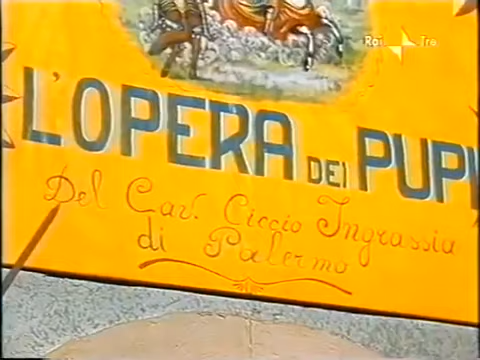 Rai Tre
L'OPERA DEI PUPI
Del Cav. Ciccio Ingrassia
di Palermo